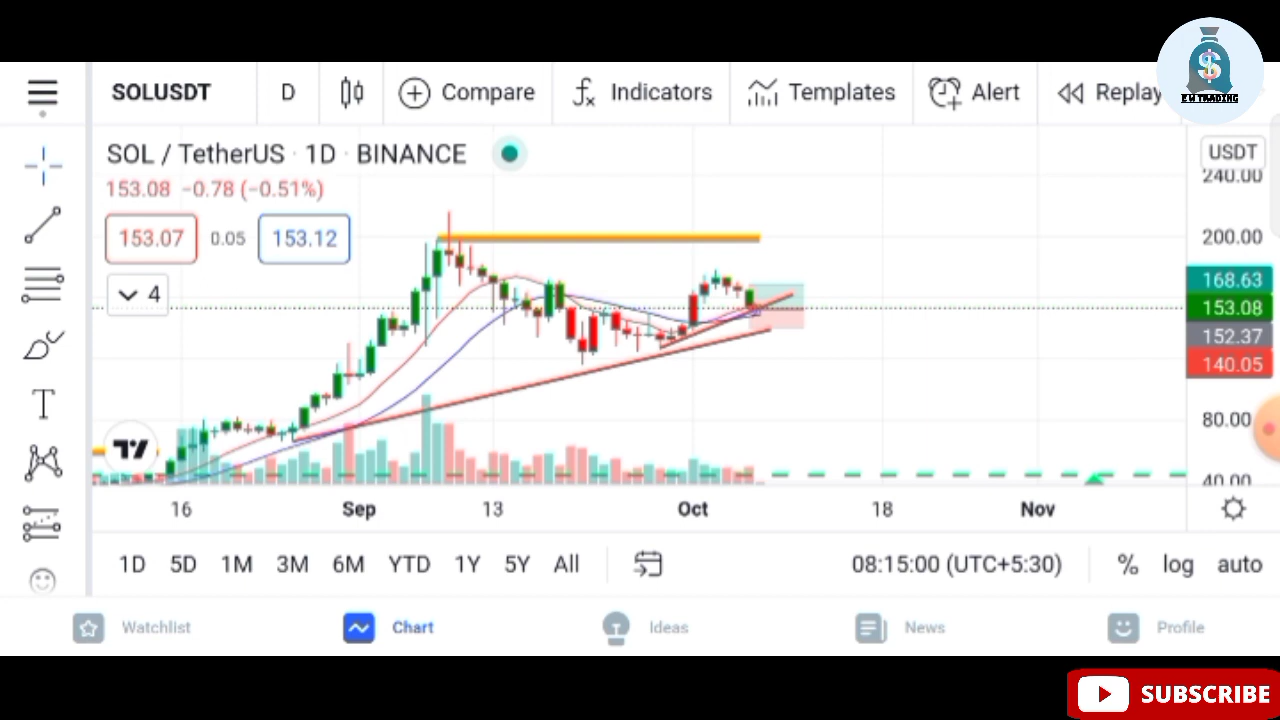 SOLUSDT D Compare Indicators Templates Alert Replay
EM TRADING
SOL / TetherUS · 1D · BINANCE
USDT
240.00
153.08 −0.78 (−0.51%)
153.07 0.05 153.12
200.00
4
168.63
153.08
152.37
140.05
80.00
40.00
16 Sep 13 Oct 18 Nov
1D 5D 1M 3M 6M YTD 1Y 5Y All 08:15:00 (UTC+5:30) % log auto
Watchlist Chart Ideas News Profile
SUBSCRIBE